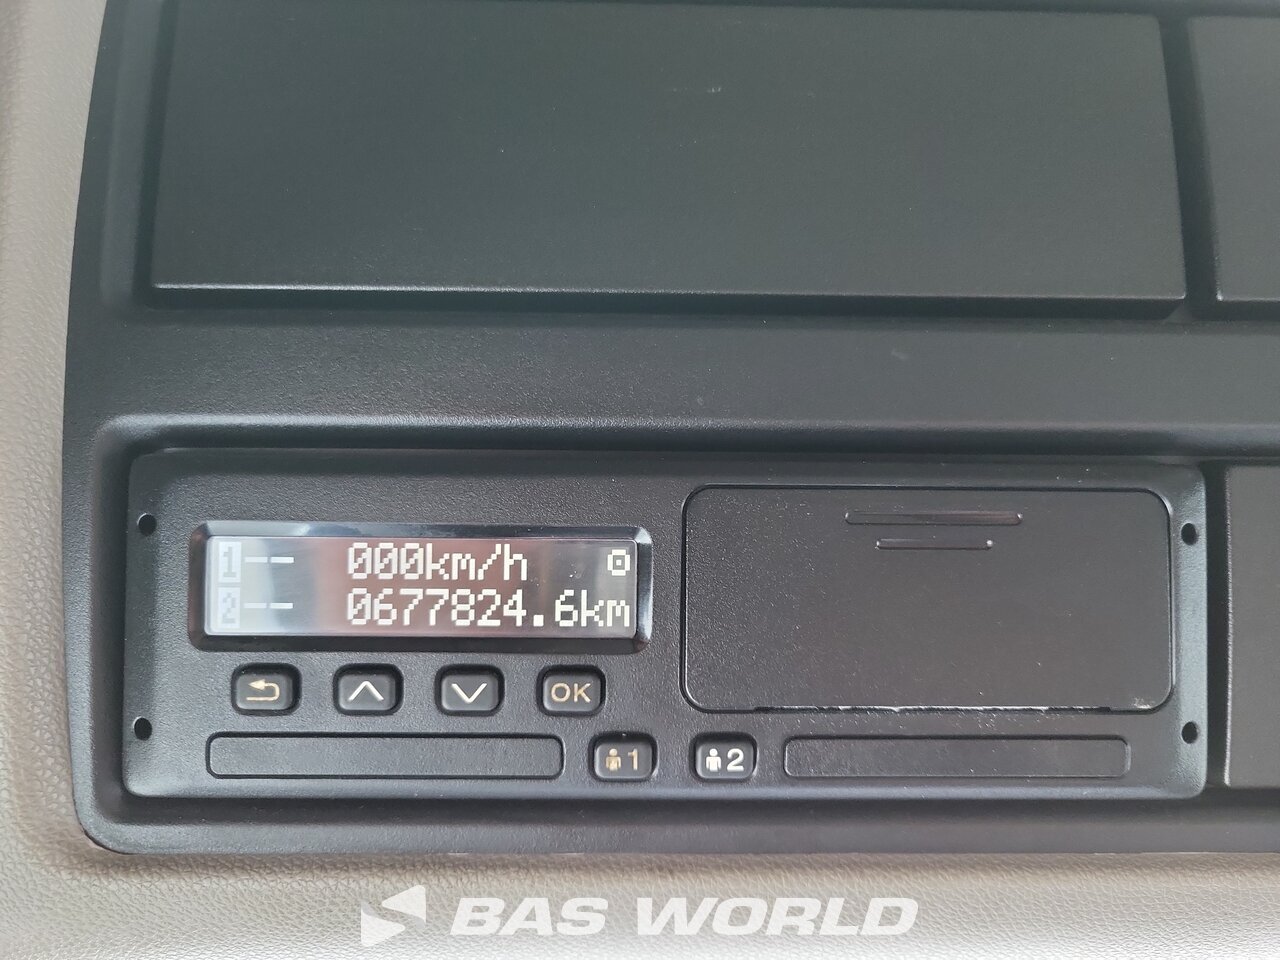 1 -- 000km/h
2 -- 0677824.6km
OK
1 2
BAS WORLD